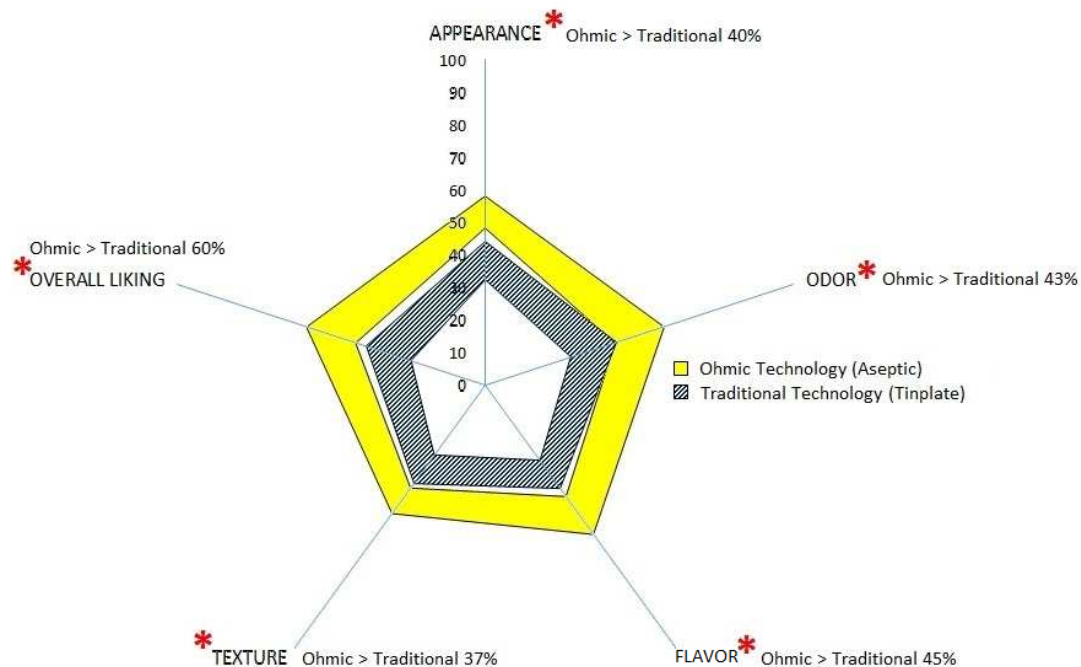 APPEARANCE * Ohmic > Traditional 40%
100
90
80
70
60
50
40
30
20
10
0
Ohmic > Traditional 60%
* OVERALL LIKING
ODOR * Ohmic > Traditional 43%
Ohmic Technology (Aseptic)
Traditional Technology (Tinplate)
* TEXTURE Ohmic > Traditional 37%
FLAVOR * Ohmic > Traditional 45%